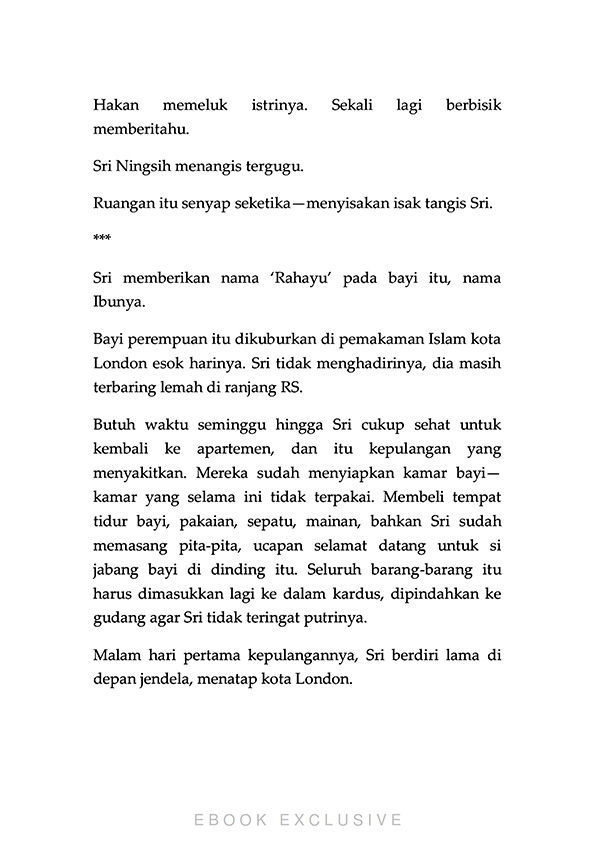 Hakan memeluk istrinya. Sekali lagi berbisik
memberitahu.
Sri Ningsih menangis tergugu.
Ruangan itu senyap seketika—menyisakan isak tangis Sri.
***
Sri memberikan nama ‘Rahayu’ pada bayi itu, nama
Ibunya.
Bayi perempuan itu dikuburkan di pemakaman Islam kota
London esok harinya. Sri tidak menghadirinya, dia masih
terbaring lemah di ranjang RS.
Butuh waktu seminggu hingga Sri cukup sehat untuk
kembali ke apartemen, dan itu kepulangan yang
menyakitkan. Mereka sudah menyiapkan kamar bayi—
kamar yang selama ini tidak terpakai. Membeli tempat
tidur bayi, pakaian, sepatu, mainan, bahkan Sri sudah
memasang pita-pita, ucapan selamat datang untuk si
jabang bayi di dinding itu. Seluruh barang-barang itu
harus dimasukkan lagi ke dalam kardus, dipindahkan ke
gudang agar Sri tidak teringat putrinya.
Malam hari pertama kepulangannya, Sri berdiri lama di
depan jendela, menatap kota London.
EBOOK EXCLUSIVE